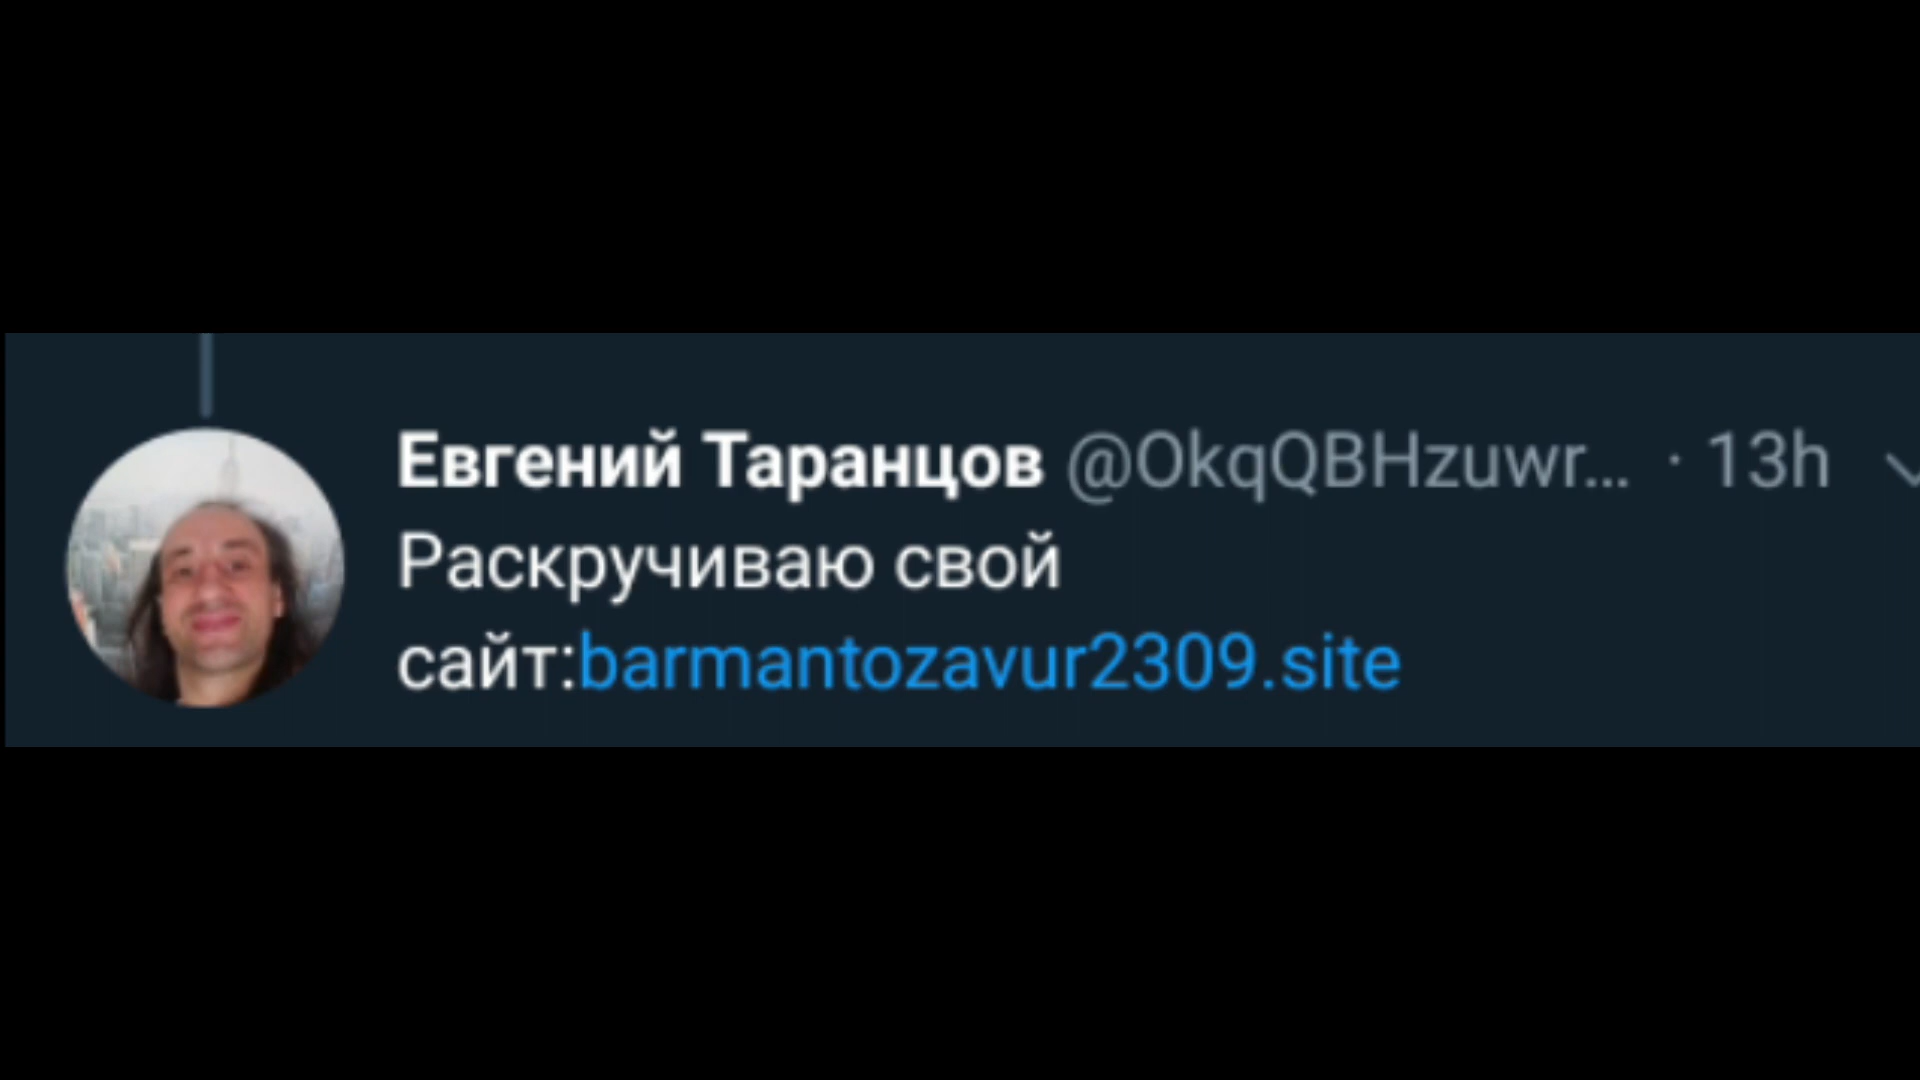 Евгений Таранцов @OkqQBHzuwr... · 13h
Раскручиваю свой
сайт:barmantozavur2309.site